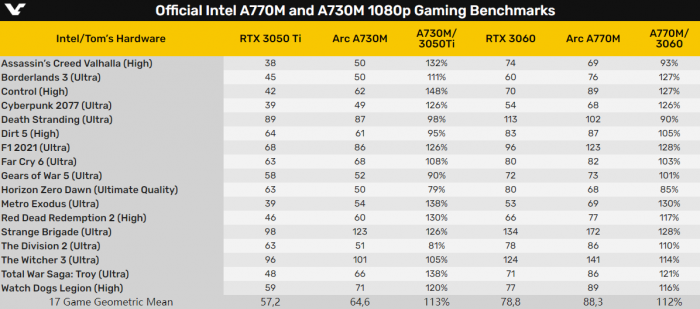 Official Intel A770M and A730M 1080p Gaming Benchmarks
Intel/Tom's Hardware RTX 3050 Ti Arc A730M A730M/3050Ti RTX 3060 Arc A770M A770M/3060
Assassin's Creed Valhalla (High) 38 50 132% 74 69 93%
Borderlands 3 (Ultra) 45 50 111% 60 76 127%
Control (High) 42 62 148% 70 89 127%
Cyberpunk 2077 (Ultra) 39 49 126% 54 68 126%
Death Stranding (Ultra) 89 87 98% 113 102 90%
Dirt 5 (High) 64 61 95% 83 87 105%
F1 2021 (Ultra) 68 86 126% 96 123 128%
Far Cry 6 (Ultra) 63 68 108% 80 82 103%
Gears of War 5 (Ultra) 58 52 90% 72 73 101%
Horizon Zero Dawn (Ultimate Quality) 63 50 79% 80 68 85%
Metro Exodus (Ultra) 39 54 138% 53 69 130%
Red Dead Redemption 2 (High) 46 60 130% 66 77 117%
Strange Brigade (Ultra) 98 123 126% 134 172 128%
The Division 2 (Ultra) 63 51 81% 78 86 110%
The Witcher 3 (Ultra) 96 101 105% 124 141 114%
Total War Saga: Troy (Ultra) 48 66 138% 71 86 121%
Watch Dogs Legion (High) 59 71 120% 77 89 116%
17 Game Geometric Mean 57,2 64,6 113% 78,8 88,3 112%